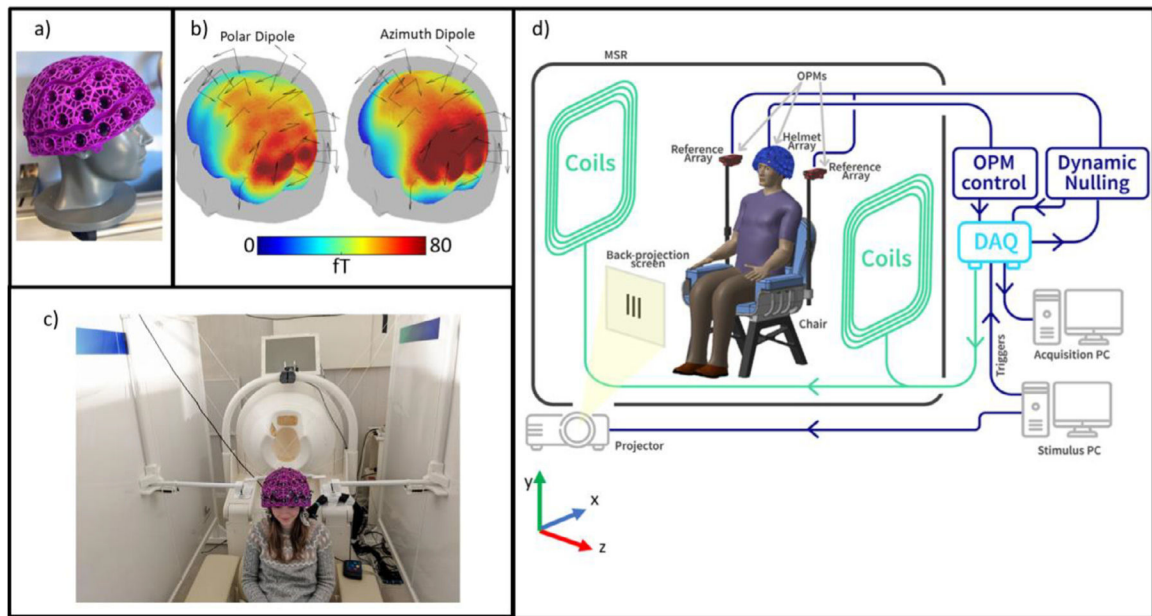 a)
b)
Polar Dipole
Azimuth Dipole
0
80
fT
c)
d)
MSR
OPMs
Coils
Reference
Array
Helmet
Array
Reference
Array
OPM
control
Dynamic
Nulling
DAQ
Coils
Back-projection
screen
Chair
Triggers
Acquisition PC
Projector
Stimulus PC
y
x
z